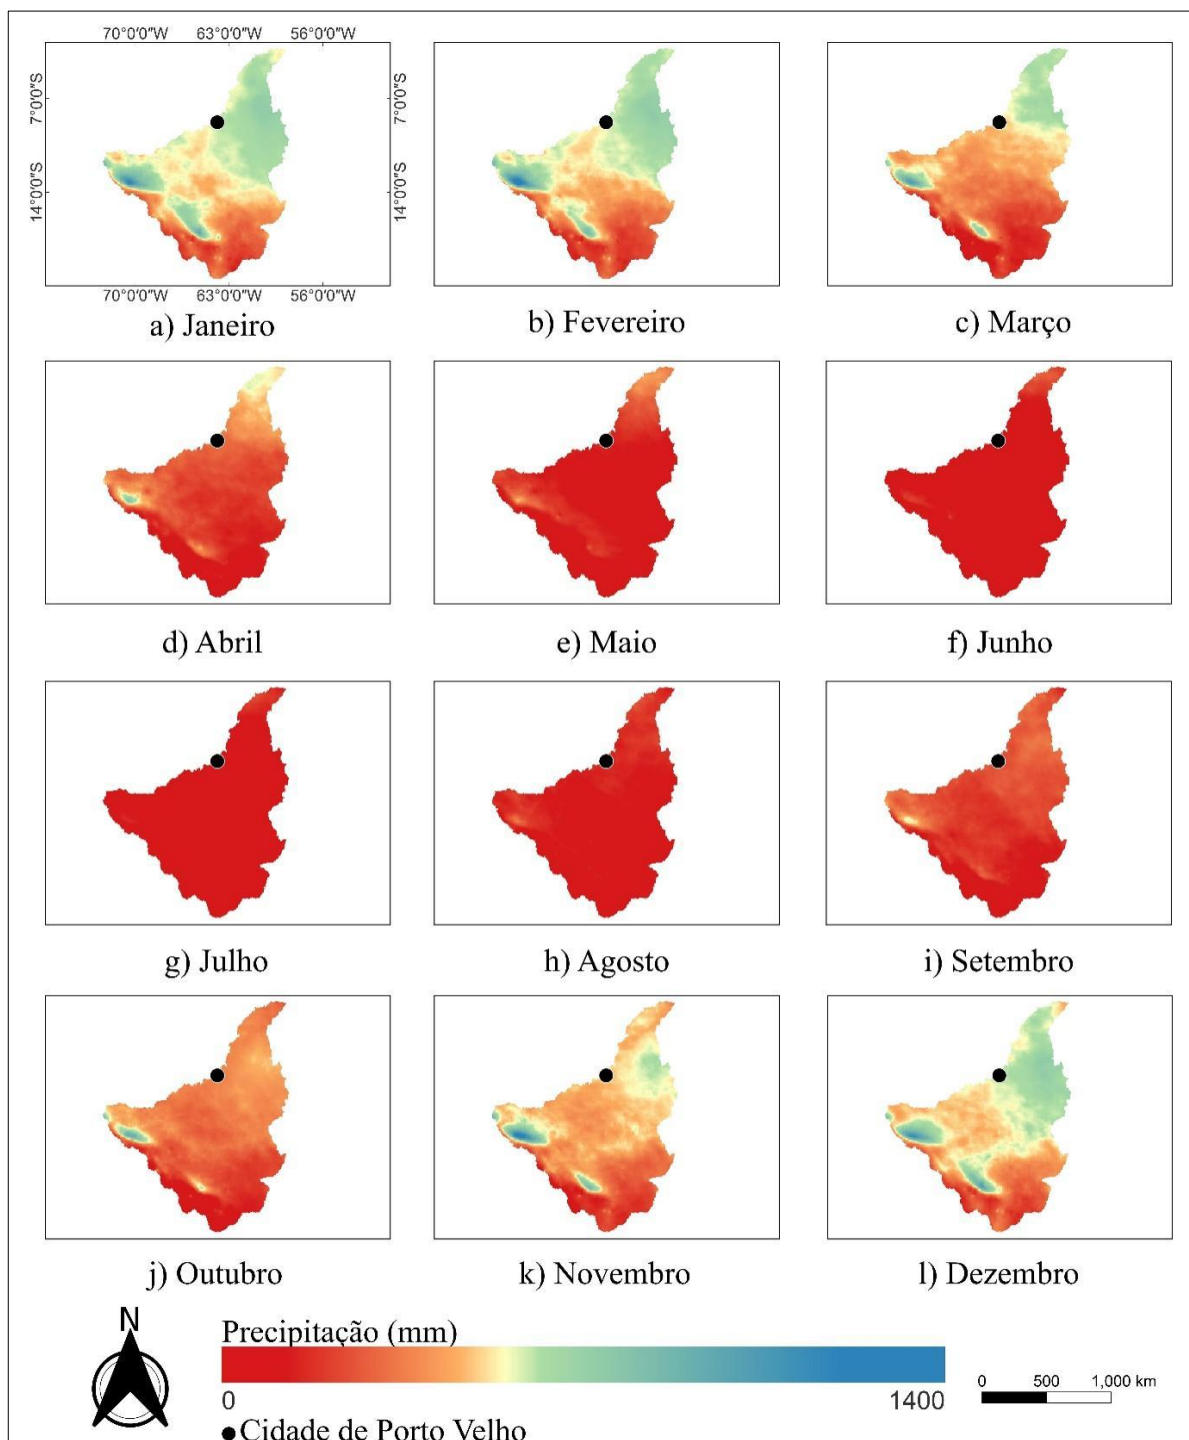 70°0'0"W 63°0'0"W 56°0'0"W
7°0'0"S 7°0'0"S
14°0'0"S 14°0'0"S
70°0'0"W 63°0'0"W 56°0'0"W
a) Janeiro b) Fevereiro c) Março
d) Abril e) Maio f) Junho
g) Julho h) Agosto i) Setembro
j) Outubro k) Novembro l) Dezembro
N
Precipitação (mm)
0 1400
0 500 1,000 km
Cidade de Porto Velho